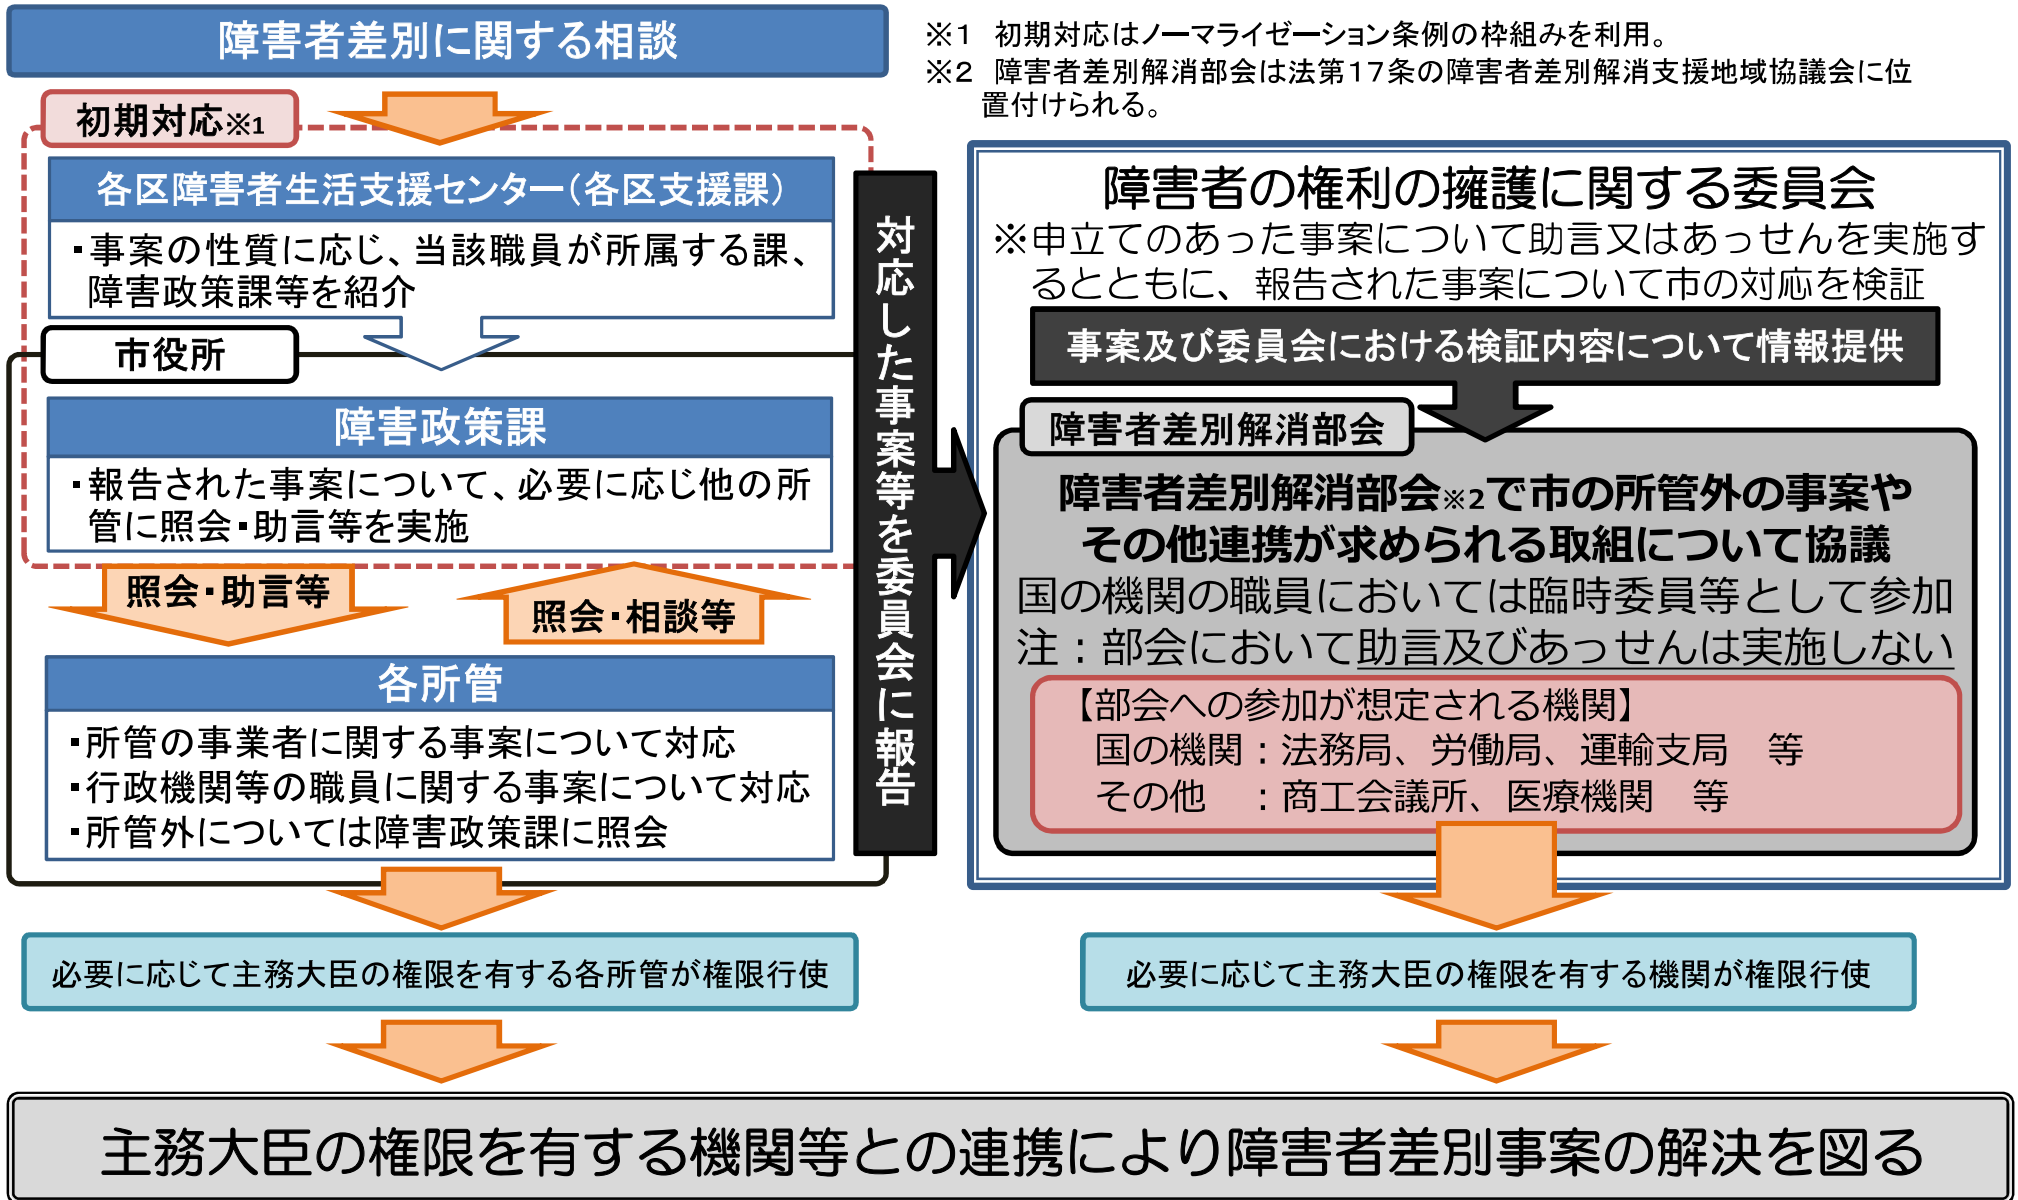 障害者差別に関する相談
※1　初期対応はノーマライゼーション条例の枠組みを利用。
※2　障害者差別解消部会は法第17条の障害者差別解消支援地域協議会に位
置付けられる。
初期対応※1
各区障害者生活支援センター（各区支援課）
・事案の性質に応じ、当該職員が所属する課、
障害政策課等を紹介
市役所
障害政策課
・報告された事案について、必要に応じ他の所
管に照会・助言等を実施
照会・助言等
照会・相談等
各所管
・所管の事業者に関する事案について対応
・行政機関等の職員に関する事案について対応
・所管外については障害政策課に照会
対応した事案等を委員会に報告
障害者の権利の擁護に関する委員会
※申立てのあった事案について助言又はあっせんを実施す
るとともに、報告された事案について市の対応を検証
事案及び委員会における検証内容について情報提供
障害者差別解消部会
障害者差別解消部会※2で市の所管外の事案や
その他連携が求められる取組について協議
国の機関の職員においては臨時委員等として参加
注：部会において助言及びあっせんは実施しない
【部会への参加が想定される機関】
国の機関：法務局、労働局、運輸支局　等
その他　：商工会議所、医療機関　等
必要に応じて主務大臣の権限を有する各所管が権限行使
必要に応じて主務大臣の権限を有する機関が権限行使
主務大臣の権限を有する機関等との連携により障害者差別事案の解決を図る